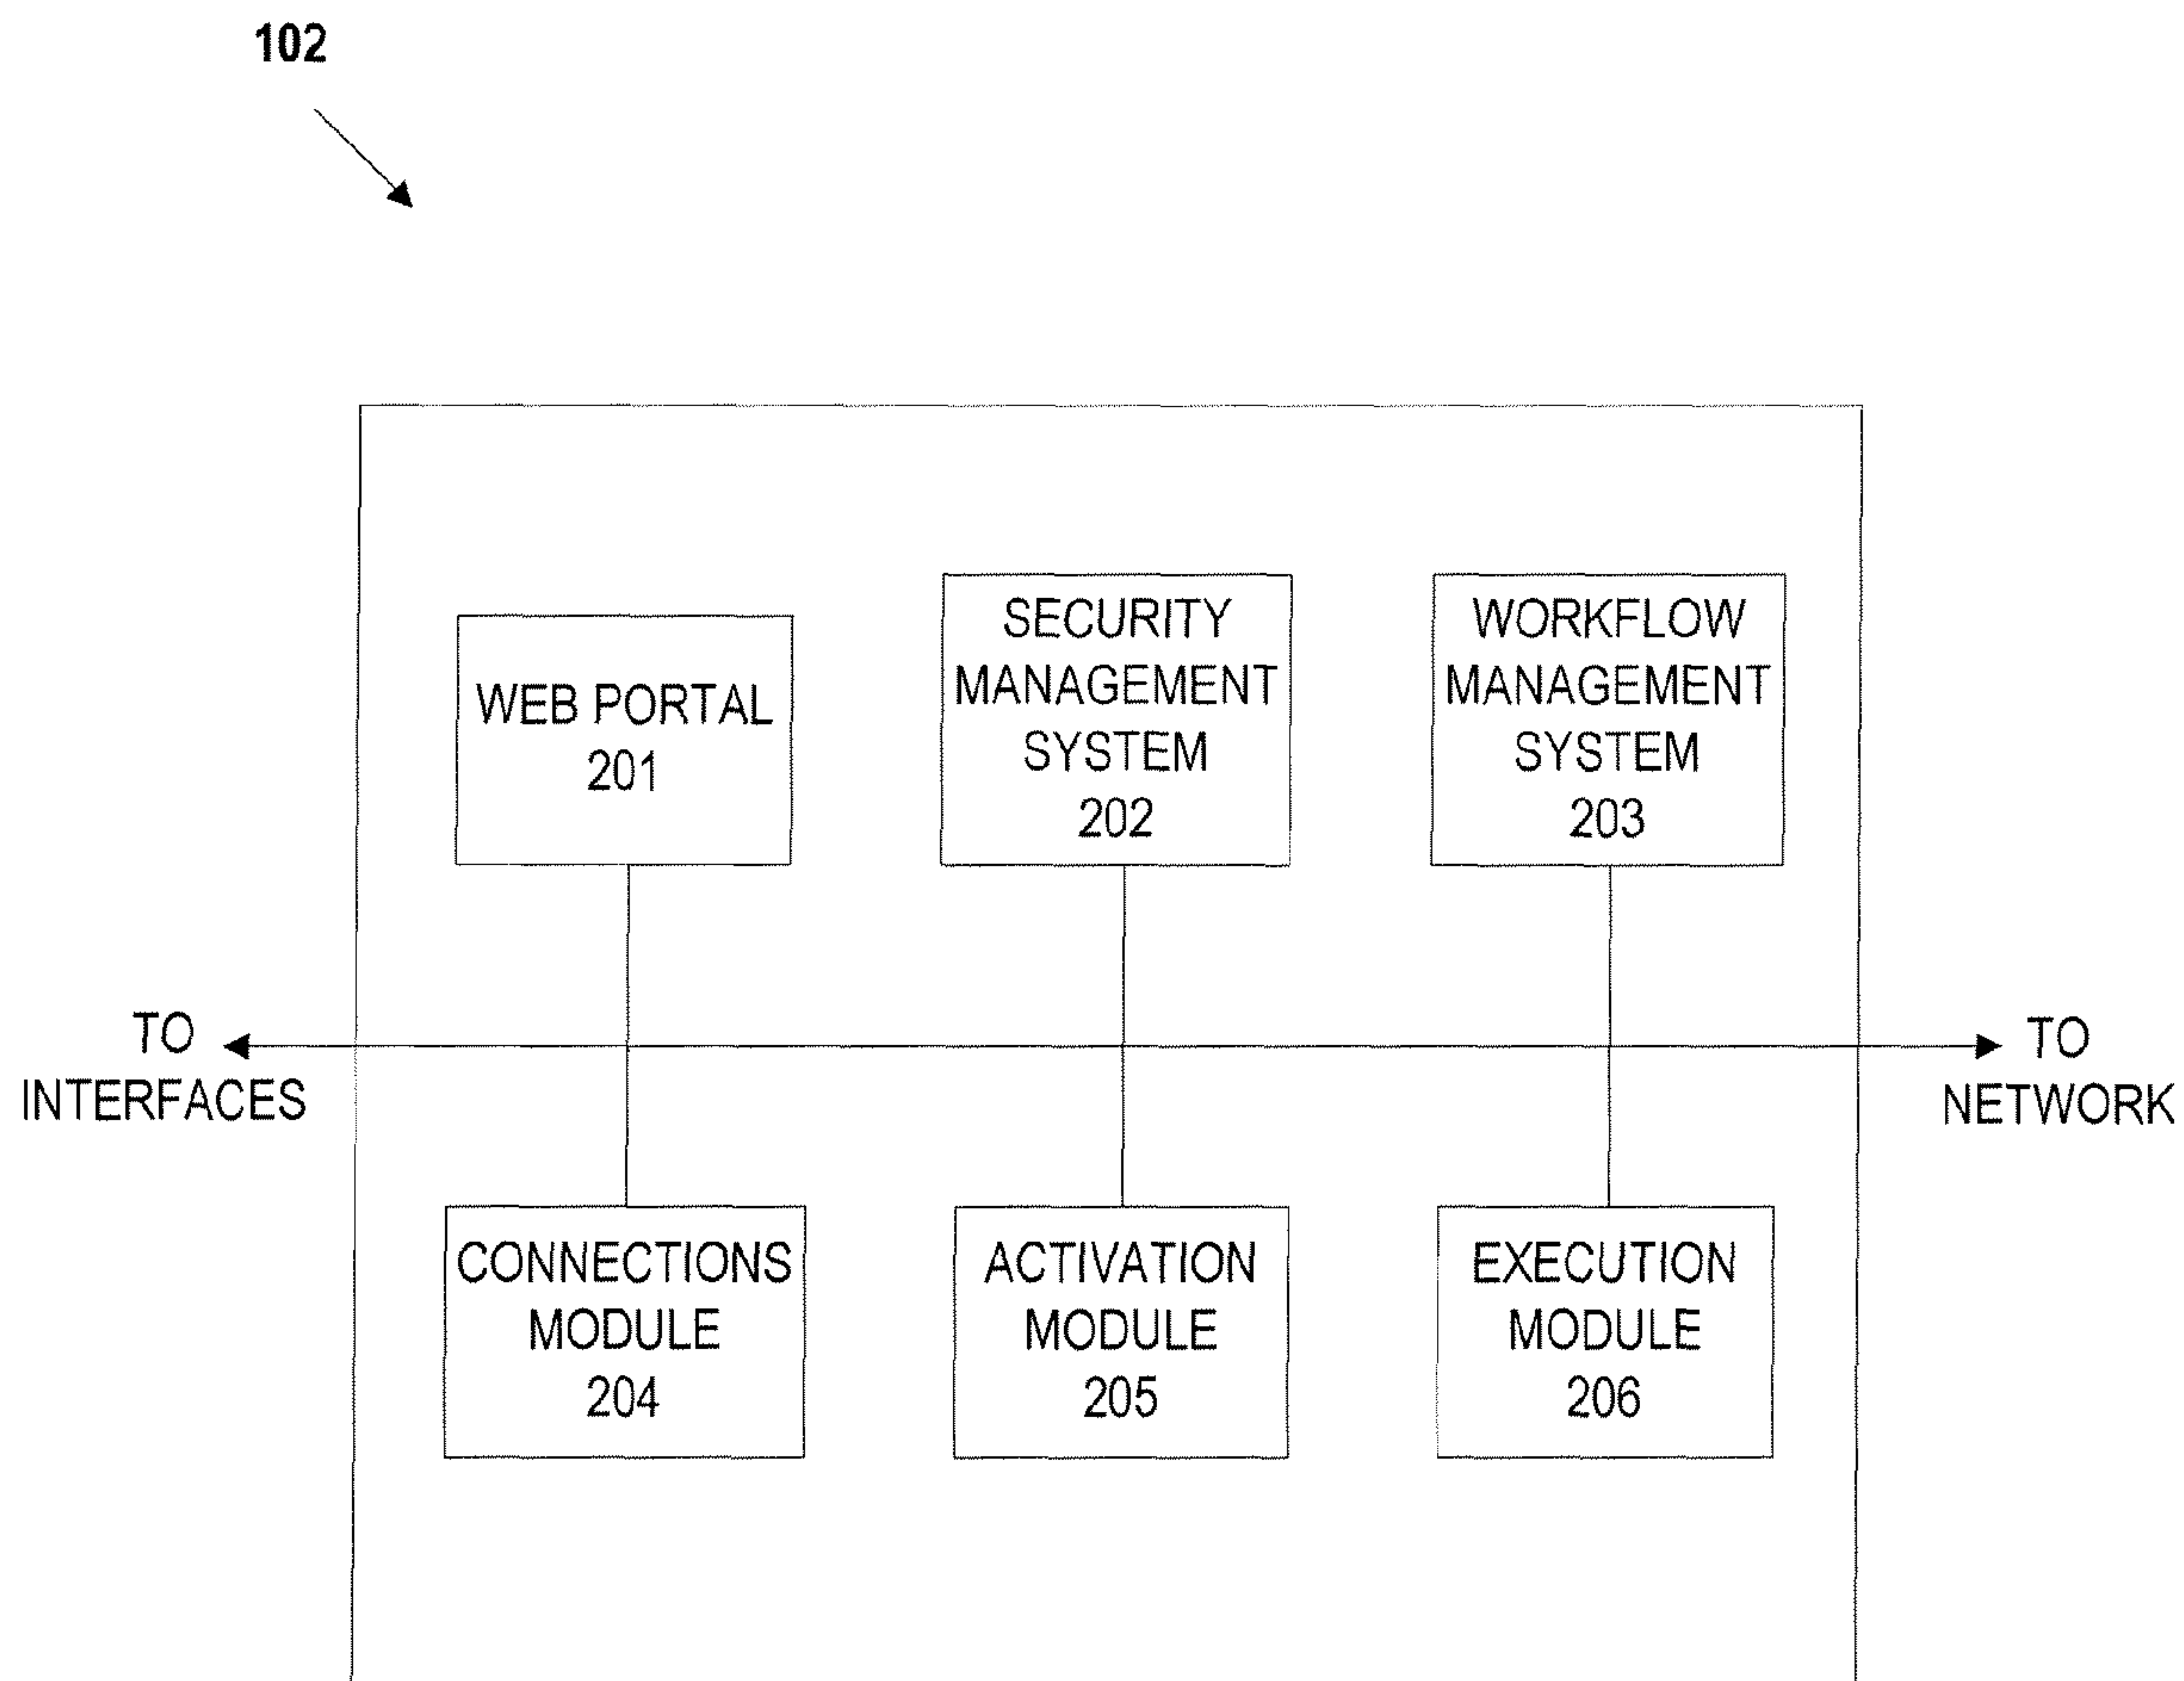 102
WEB PORTAL
201
SECURITY
MANAGEMENT
SYSTEM
202
WORKFLOW
MANAGEMENT
SYSTEM
203
TO
INTERFACES
TO
NETWORK
CONNECTIONS
MODULE
204
ACTIVATION
MODULE
205
EXECUTION
MODULE
206